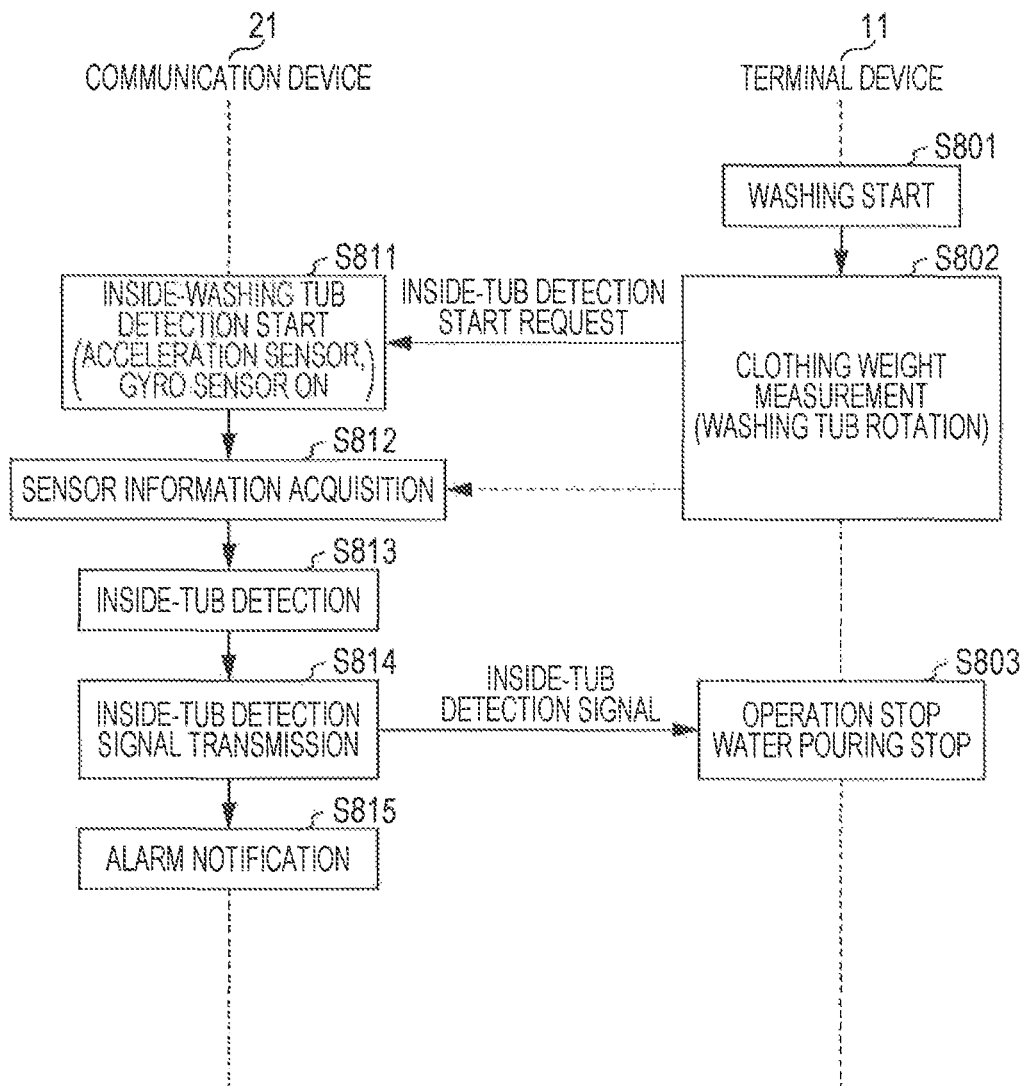 21
COMMUNICATION DEVICE
11
TERMINAL DEVICE
S801
WASHING START
S811
INSIDE-WASHING TUB
DETECTION START
(ACCELERATION SENSOR,
GYRO-SENSOR ON)
INSIDE-TUB DETECTION
START REQUEST
S802
CLOTHING WEIGHT
MEASUREMENT
(WASHING TUB ROTATION)
S812
SENSOR INFORMATION ACQUISITION
S813
INSIDE-TUB DETECTION
S814
INSIDE-TUB DETECTION
SIGNAL TRANSMISSION
INSIDE-TUB
DETECTION SIGNAL
S803
OPERATION STOP
WATER POURING STOP
S815
ALARM NOTIFICATION